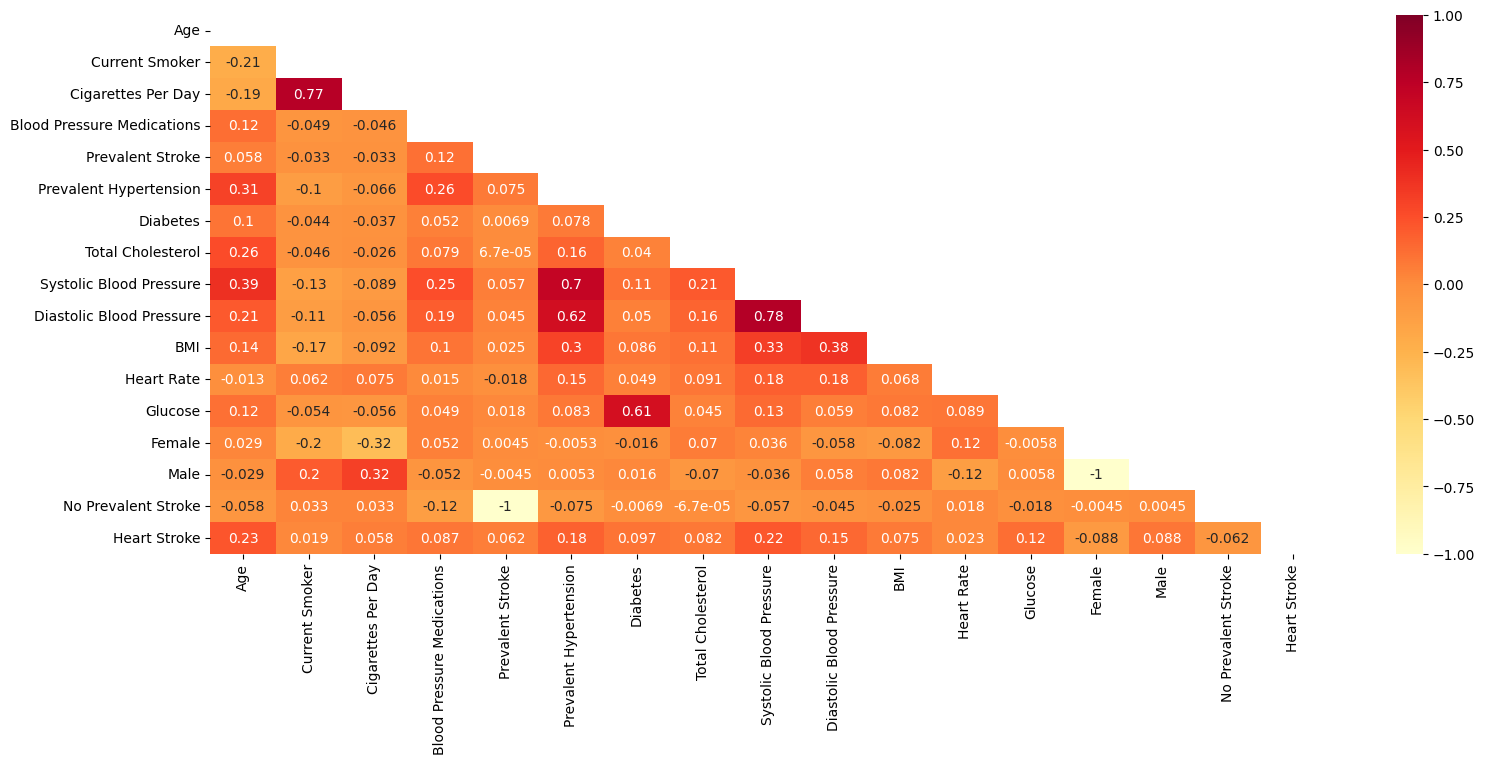 Age
Current Smoker -0.21
Cigarettes Per Day -0.19 0.77
Blood Pressure Medications 0.12 -0.049 -0.046
Prevalent Stroke 0.058 -0.033 -0.033 0.12
Prevalent Hypertension 0.31 -0.1 -0.066 0.26 0.075
Diabetes 0.1 -0.044 -0.037 0.052 0.0069 0.078
Total Cholesterol 0.26 -0.046 -0.026 0.079 6.7e-05 0.16 0.04
Systolic Blood Pressure 0.39 -0.13 -0.089 0.25 0.057 0.7 0.11 0.21
Diastolic Blood Pressure 0.21 -0.11 -0.056 0.19 0.045 0.62 0.05 0.16 0.78
BMI 0.14 -0.17 -0.092 0.1 0.025 0.3 0.086 0.11 0.33 0.38
Heart Rate -0.013 0.062 0.075 0.015 -0.018 0.15 0.049 0.091 0.18 0.18 0.068
Glucose 0.12 -0.054 -0.056 0.049 0.018 0.083 0.61 0.045 0.13 0.059 0.082 0.089
Female 0.029 -0.2 -0.32 0.052 0.0045 -0.0053 -0.016 0.07 0.036 -0.058 -0.082 0.12 -0.0058
Male -0.029 0.2 0.32 -0.052 -0.0045 0.0053 0.016 -0.07 -0.036 0.058 0.082 -0.12 0.0058 -1
No Prevalent Stroke -0.058 0.033 0.033 -0.12 -1 -0.075 -0.0069 -6.7e-05 -0.057 -0.045 -0.025 0.018 -0.018 -0.0045 0.0045
Heart Stroke 0.23 0.019 0.058 0.087 0.062 0.18 0.097 0.082 0.22 0.15 0.075 0.023 0.12 -0.088 0.088 -0.062
Age
Current Smoker
Cigarettes Per Day
Blood Pressure Medications
Prevalent Stroke
Prevalent Hypertension
Diabetes
Total Cholesterol
Systolic Blood Pressure
Diastolic Blood Pressure
BMI
Heart Rate
Glucose
Female
Male
No Prevalent Stroke
Heart Stroke
1.00
0.75
0.50
0.25
0.00
−0.25
−0.50
−0.75
−1.00